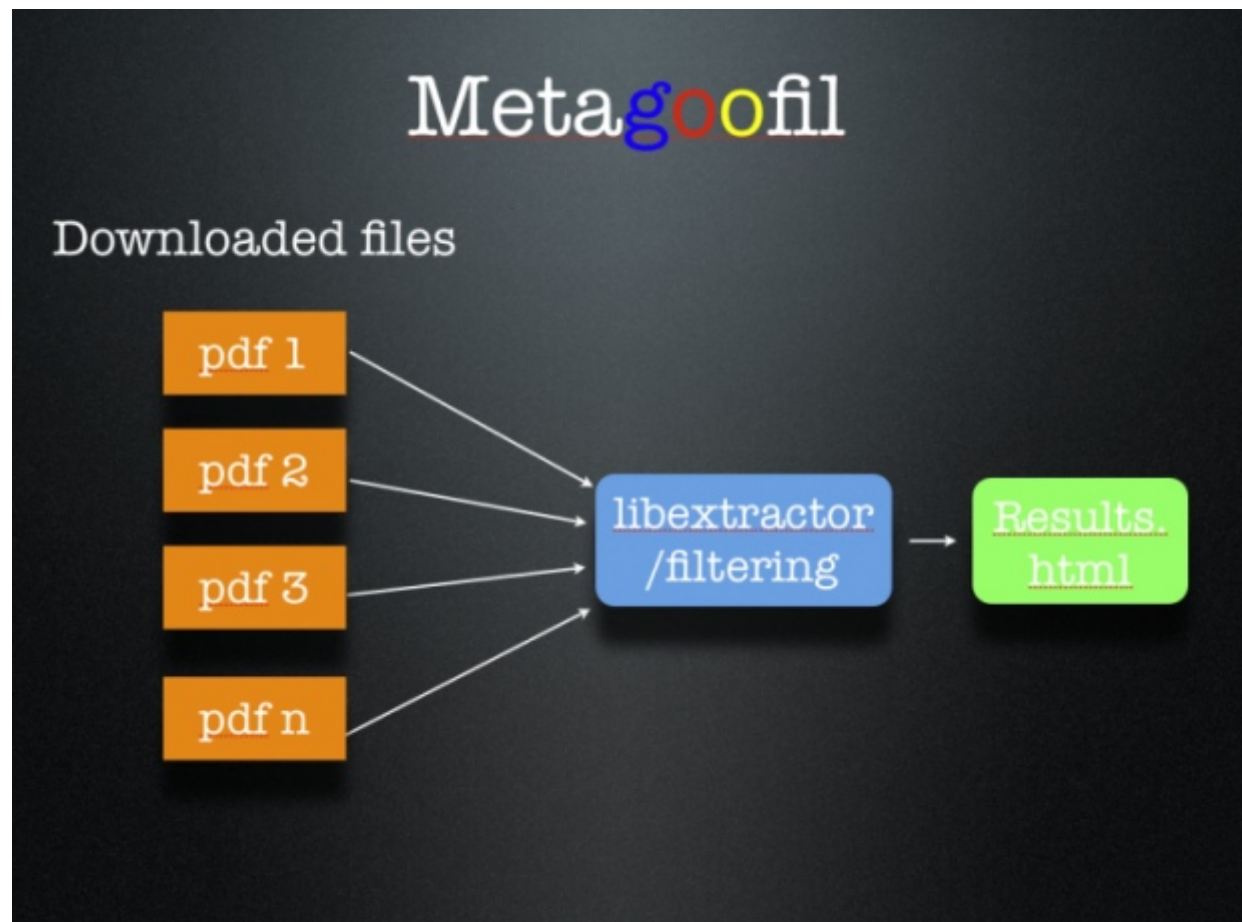 Metagoofil
Downloaded files
pdf 1
pdf 2
pdf 3
pdf n
libextractor
/filtering
Results.
html